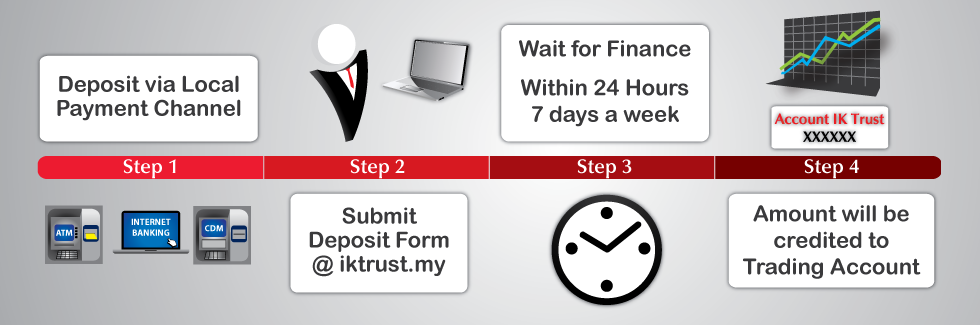 Deposit via Local
Payment Channel
Step 1
ATM
INTERNET
BANKING
CDM
Step 2
Submit
Deposit Form
@ iktrust.my
Wait for Finance
Within 24 Hours
7 days a week
Step 3
Account IK Trust
XXXXXX
Step 4
Amount will be
credited to
Trading Account